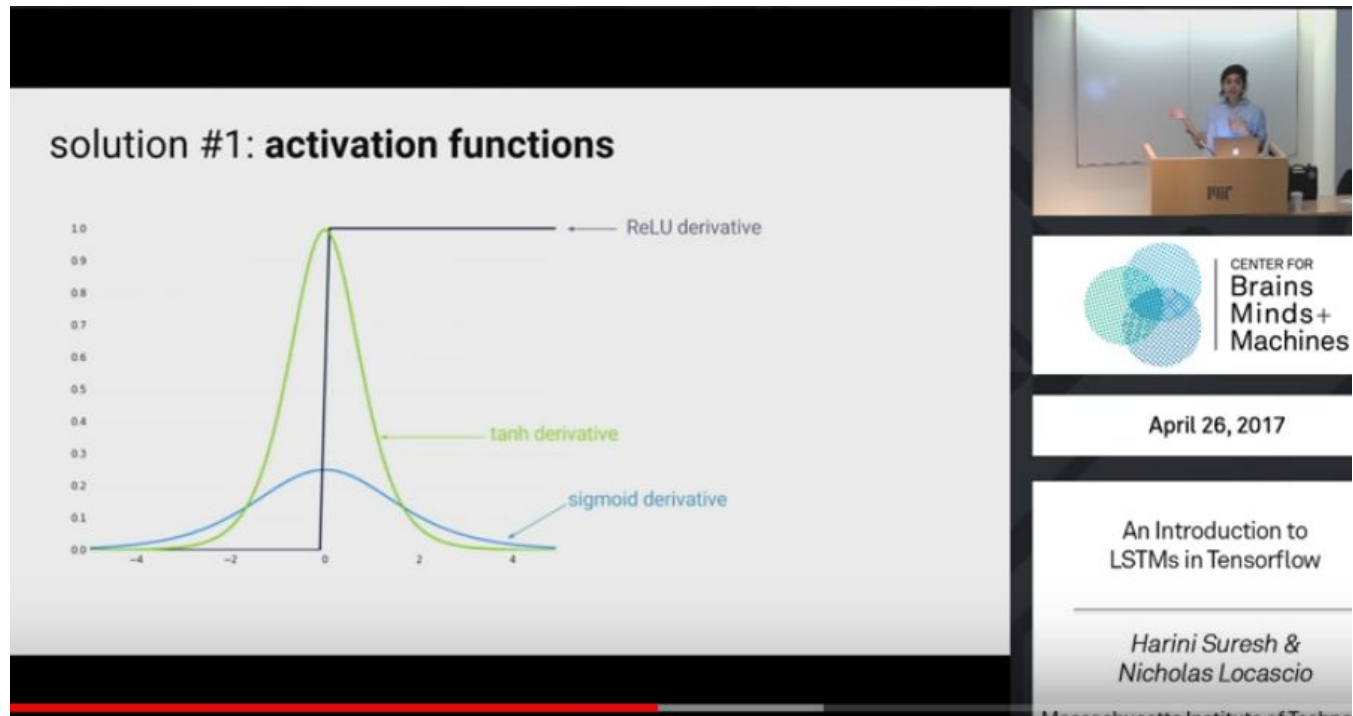 solution #1: activation functions
1.0
0.9
0.8
0.7
0.6
0.5
0.4
0.3
0.2
0.1
0.0
−4
−2
0
2
4
ReLU derivative
tanh derivative
sigmoid derivative
MIT
CENTER FOR
Brains
Minds+
Machines
April 26, 2017
An Introduction to
LSTMs in Tensorflow
Harini Suresh &
Nicholas Locascio